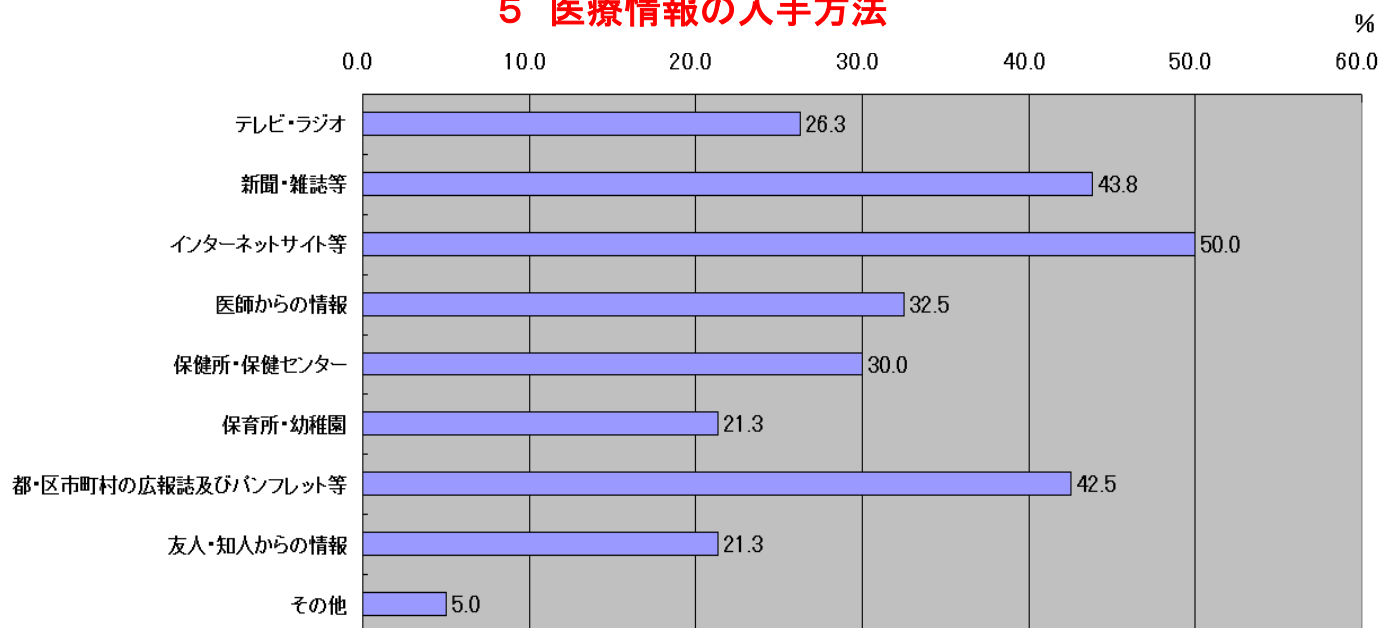 5 医療情報の入手方法
%
0.0 10.0 20.0 30.0 40.0 50.0 60.0
テレビ・ラジオ 26.3
新聞・雑誌等 43.8
インターネットサイト等 50.0
医師からの情報 32.5
保健所・保健センター 30.0
保育所・幼稚園 21.3
都・区市町村の広報誌及びパンフレット等 42.5
友人・知人からの情報 21.3
その他 5.0